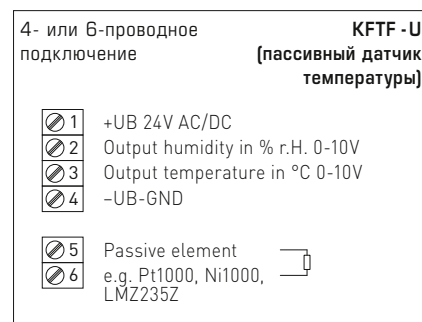 4- или 6-проводное KFTF - U
подключение (пассивный датчик
температуры)
1 +UB 24V AC/DC
2 Output humidity in % r.H. 0-10V
3 Output temperature in °C 0-10V
4 –UB-GND
5 Passive element
6 e.g. Pt1000, Ni1000,
LMZ235Z